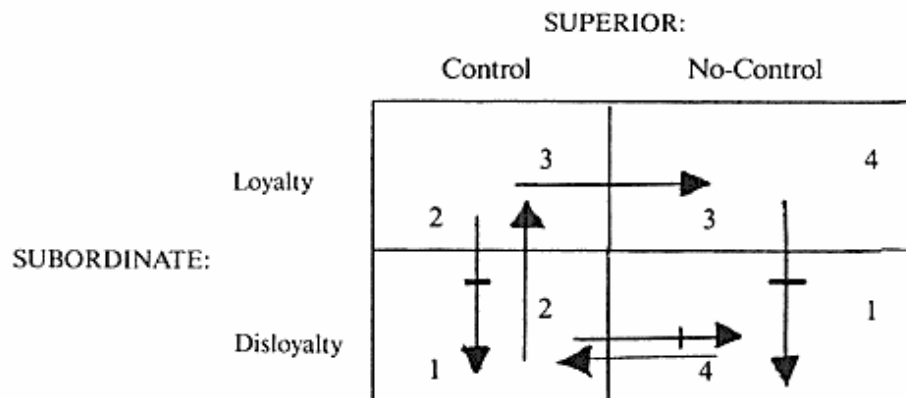 SUPERIOR:
Control No-Control
3 4
Loyalty
2 3
SUBORDINATE:
2 1
Disloyalty
1 4